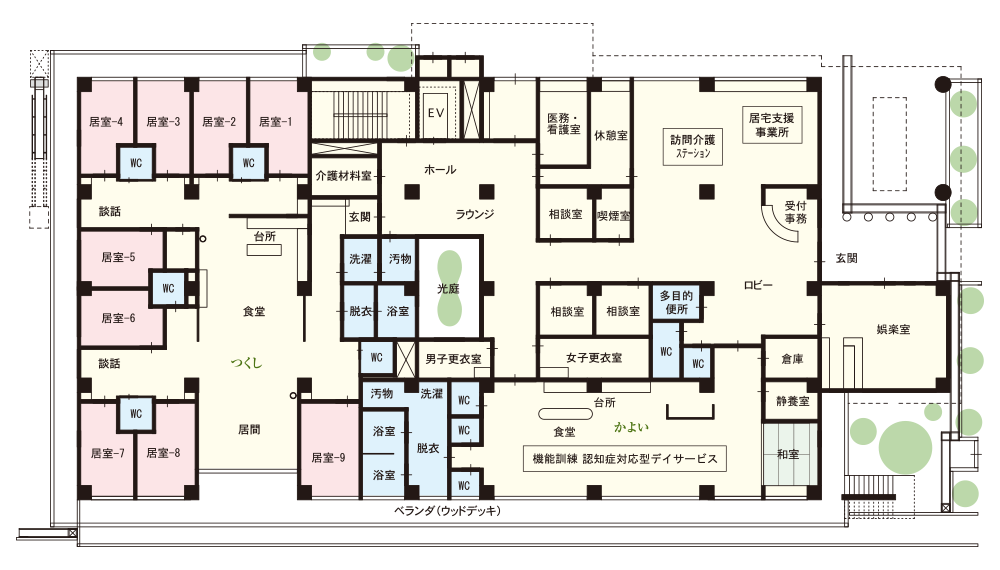 居室-4
居室-3
居室-2
居室-1
WC
WC
EV
医務・
看護室
休憩室
訪問介護
ステーション
居宅支援
事業所
介護材料室
ホール
談話
台所
玄関
ラウンジ
相談室
喫煙室
受付
事務
居室-5
WC
洗濯
汚物
光庭
ロビー
玄関
居室-6
食堂
脱衣
浴室
相談室
相談室
多目的
便所
娯楽室
談話
つくし
WC
男子更衣室
女子更衣室
WC
WC
倉庫
汚物
洗濯
WC
台所
静養室
WC
居間
浴室
脱衣
WC
食堂
かよい
居室-7
居室-8
居室-9
浴室
WC
機能訓練 認知症対応型デイサービス
和室
ベランダ(ウッドデッキ)